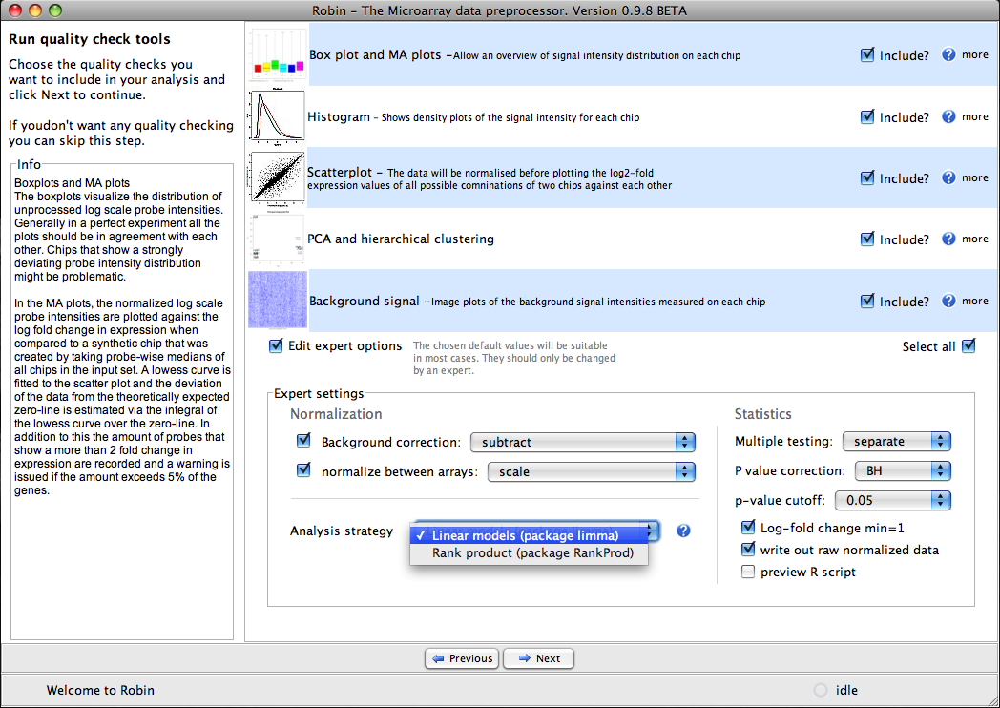 Robin – The Microarray data preprocessor. Version 0.9.8 BETA
Run quality check tools
Choose the quality checks you
want to include in your analysis and
click Next to continue.
If youdon't want any quality checking
you can skip this step.
Info
Boxplots and MA plots
The boxplots visualize the distribution of
unprocessed log scale probe intensities.
Generally in a perfect experiment all the
plots should be in agreement with each
other. Chips that show a strongly
deviating probe intensity distribution
might be problematic.
In the MA plots, the normalized log scale
probe intensities are plotted against the
log fold change in expression when
compared to a synthetic chip that was
created by taking probe-wise medians of
all chips in the input set. A lowess curve is
fitted to the scatter plot and the deviation
of the data from the theoretically expected
zero-line is estimated via the integral of
the lowess curve over the zero-line. In
addition to this the amount of probes that
show a more than 2 fold change in
expression are recorded and a warning is
issued if the amount exceeds 5% of the
genes.
Box plot and MA plots –Allow an overview of signal intensity distribution on each chip
Include? ? more
Histogram – Shows density plots of the signal intensity for each chip
Include? ? more
Scatterplot – The data will be normalised before plotting the log2-fold
expression values of all possible comninations of two chips against each other
Include? ? more
PCA and hierarchical clustering
Include? ? more
Background signal –Image plots of the background signal intensities measured on each chip
Include? ? more
Edit expert options
The chosen default values will be suitable
in most cases. They should only be changed
by an expert.
Select all
Expert settings
Normalization
Background correction: subtract
normalize between arrays: scale
Analysis strategy
✓ Linear models (package limma)
Rank product (package RankProd)
?
Statistics
Multiple testing: separate
P value correction: BH
p-value cutoff: 0.05
Log-fold change min=1
write out raw normalized data
preview R script
Previous
Next
Welcome to Robin
idle